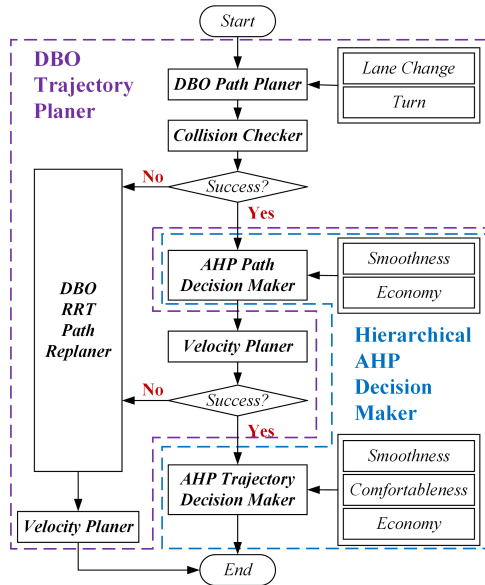 Start
DBO
Trajectory
Planer
DBO Path Planer
Lane Change
Turn
Collision Checker
No
Success?
Yes
AHP Path
Decision Maker
Smoothness
Economy
DBO
RRT
Path
Replaner
Velocity Planer
Hierarchical
AHP
Decision
Maker
No
Success?
Yes
AHP Trajectory
Decision Maker
Smoothness
Comfortableness
Economy
Velocity Planer
End